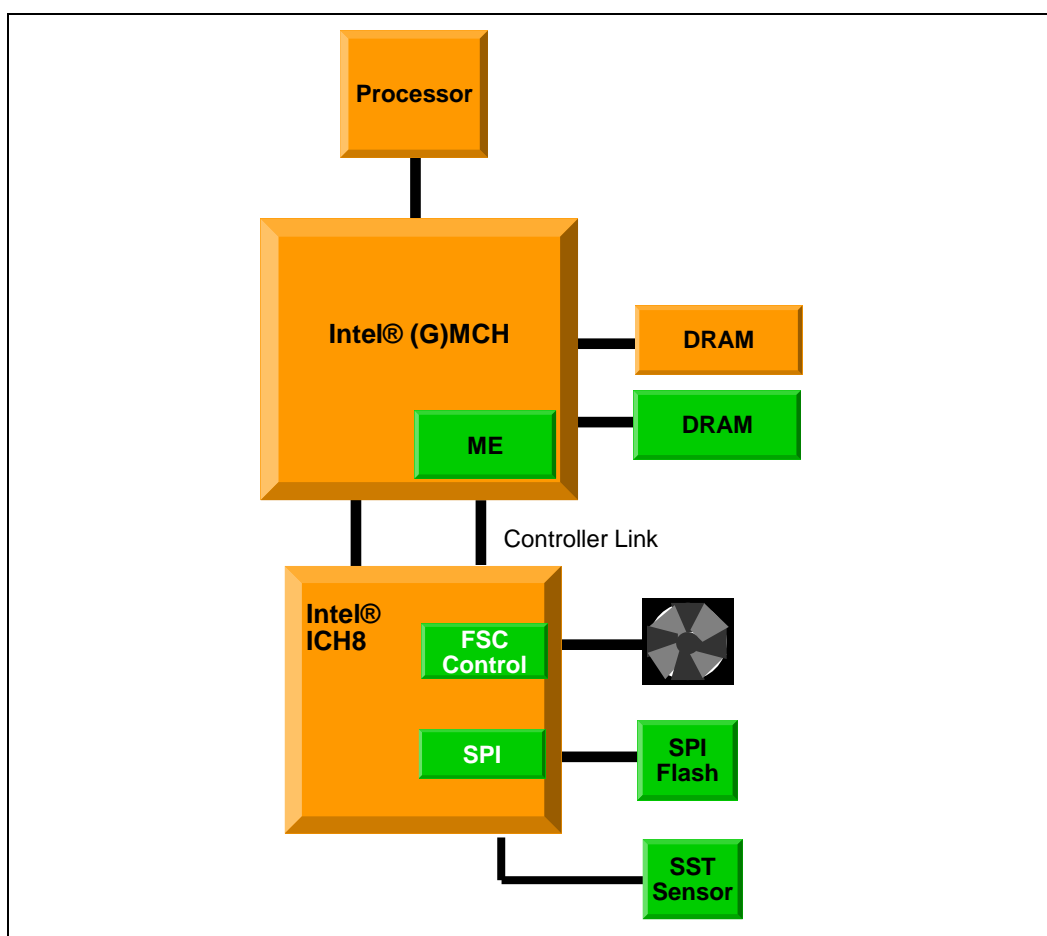 Processor
Intel® (G)MCH
DRAM
DRAM
ME
Controller Link
Intel®
ICH8
FSC
Control
SPI
SPI
Flash
SST
Sensor